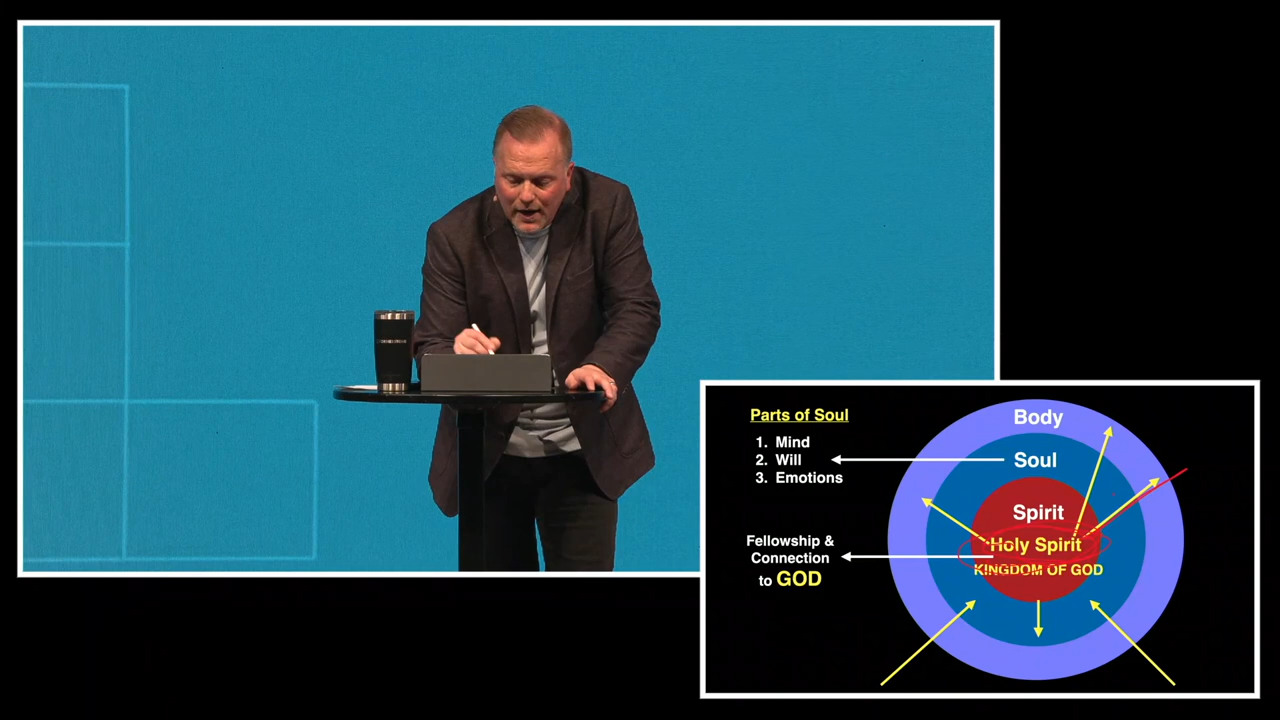 Parts of Soul
1. Mind
2. Will
3. Emotions
Fellowship &
Connection
to GOD
Body
Soul
Spirit
Holy Spirit
KINGDOM OF GOD